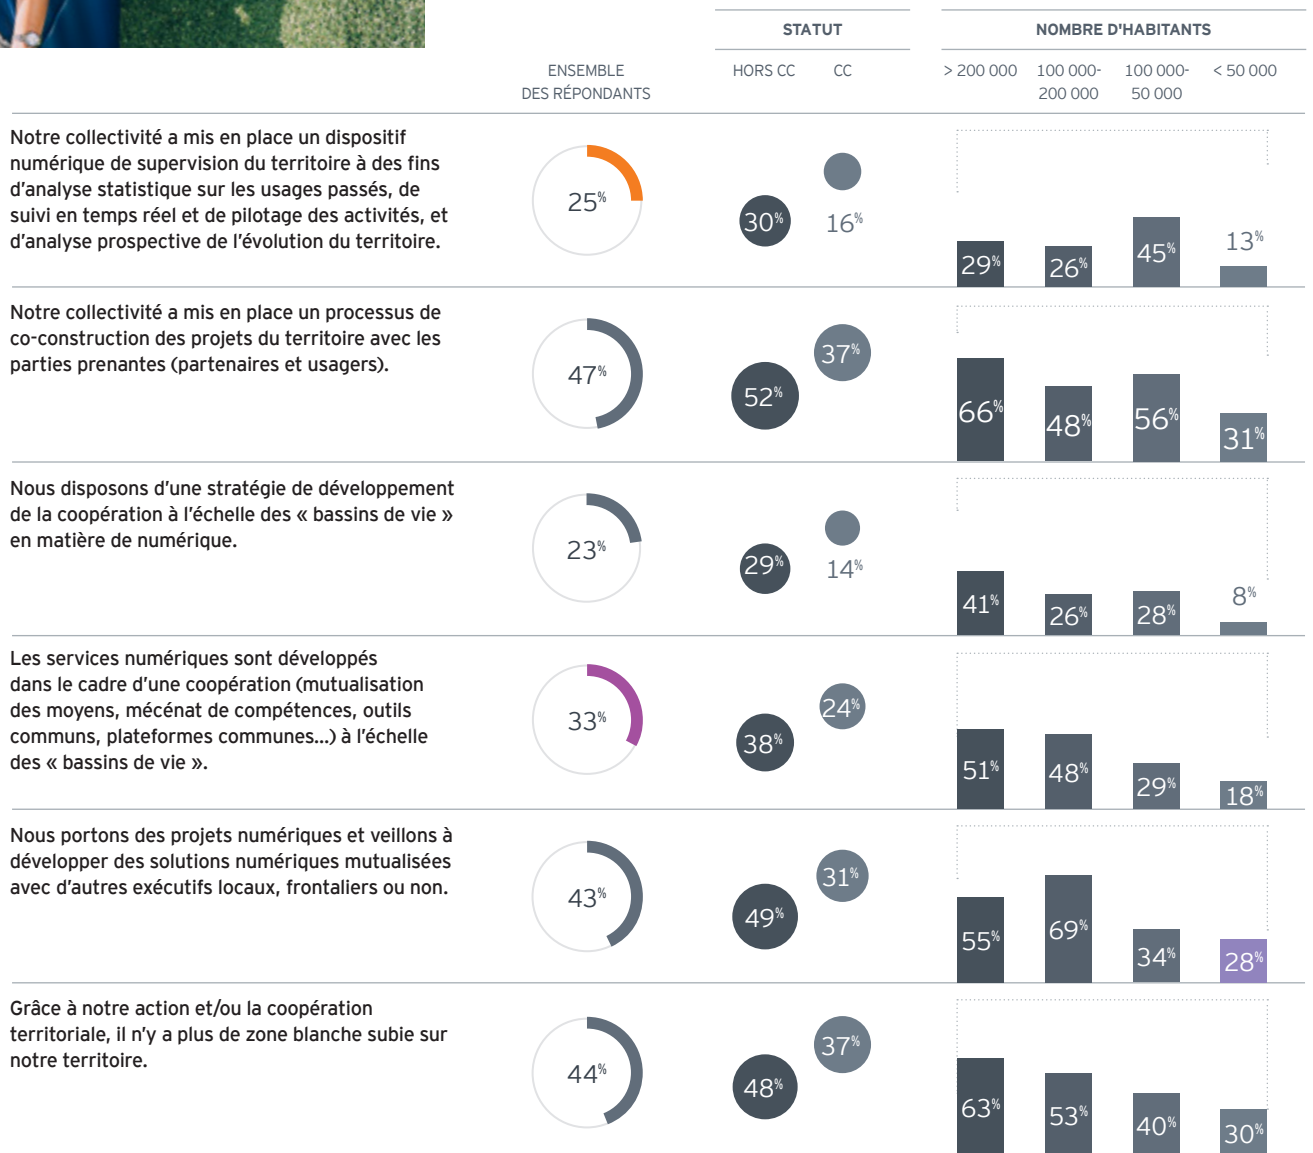 STATUT
NOMBRE D'HABITANTS
ENSEMBLE
DES RÉPONDANTS
HORS CC
CC
> 200 000
100 000-
200 000
100 000-
50 000
< 50 000
Notre collectivité a mis en place un dispositif
numérique de supervision du territoire à des fins
d’analyse statistique sur les usages passés, de
suivi en temps réel et de pilotage des activités, et
d’analyse prospective de l’évolution du territoire.
25%
30%
16%
29%
26%
45%
13%
Notre collectivité a mis en place un processus de
co-construction des projets du territoire avec les
parties prenantes (partenaires et usagers).
47%
52%
37%
66%
48%
56%
31%
Nous disposons d’une stratégie de développement
de la coopération à l’échelle des « bassins de vie »
en matière de numérique.
23%
29%
14%
41%
26%
28%
8%
Les services numériques sont développés
dans le cadre d’une coopération (mutualisation
des moyens, mécénat de compétences, outils
communs, plateformes communes...) à l’échelle
des « bassins de vie ».
33%
38%
24%
51%
48%
29%
18%
Nous portons des projets numériques et veillons à
développer des solutions numériques mutualisées
avec d’autres exécutifs locaux, frontaliers ou non.
43%
49%
31%
55%
69%
34%
28%
Grâce à notre action et/ou la coopération
territoriale, il n’y a plus de zone blanche subie sur
notre territoire.
44%
48%
37%
63%
53%
40%
30%